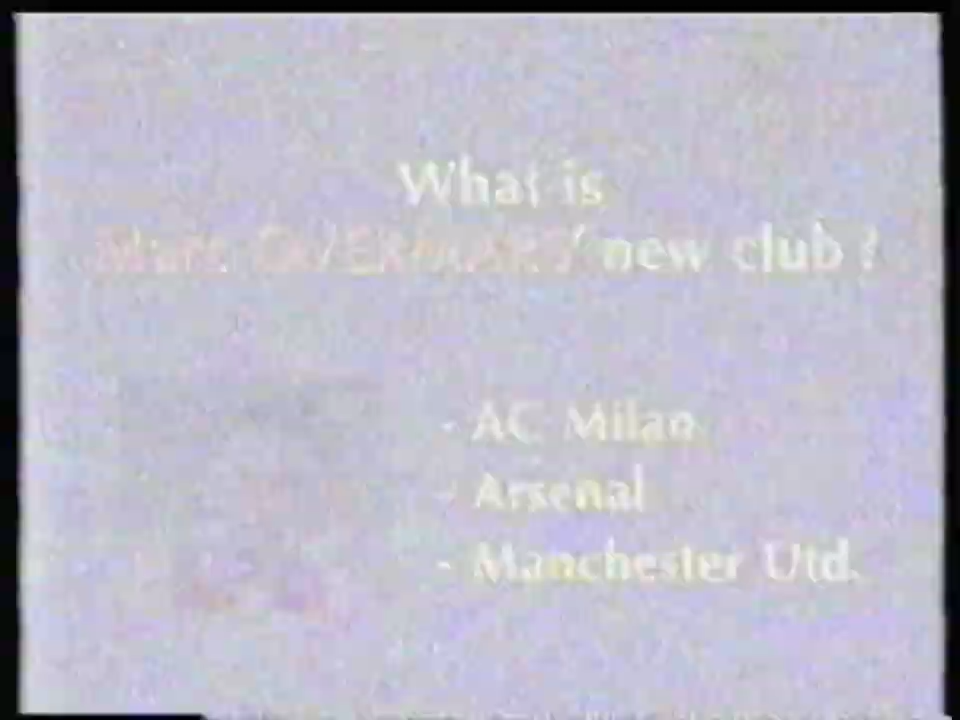 What is
Marc OVERMARS' new club ?
- AC Milan
- Arsenal
- Manchester Utd.